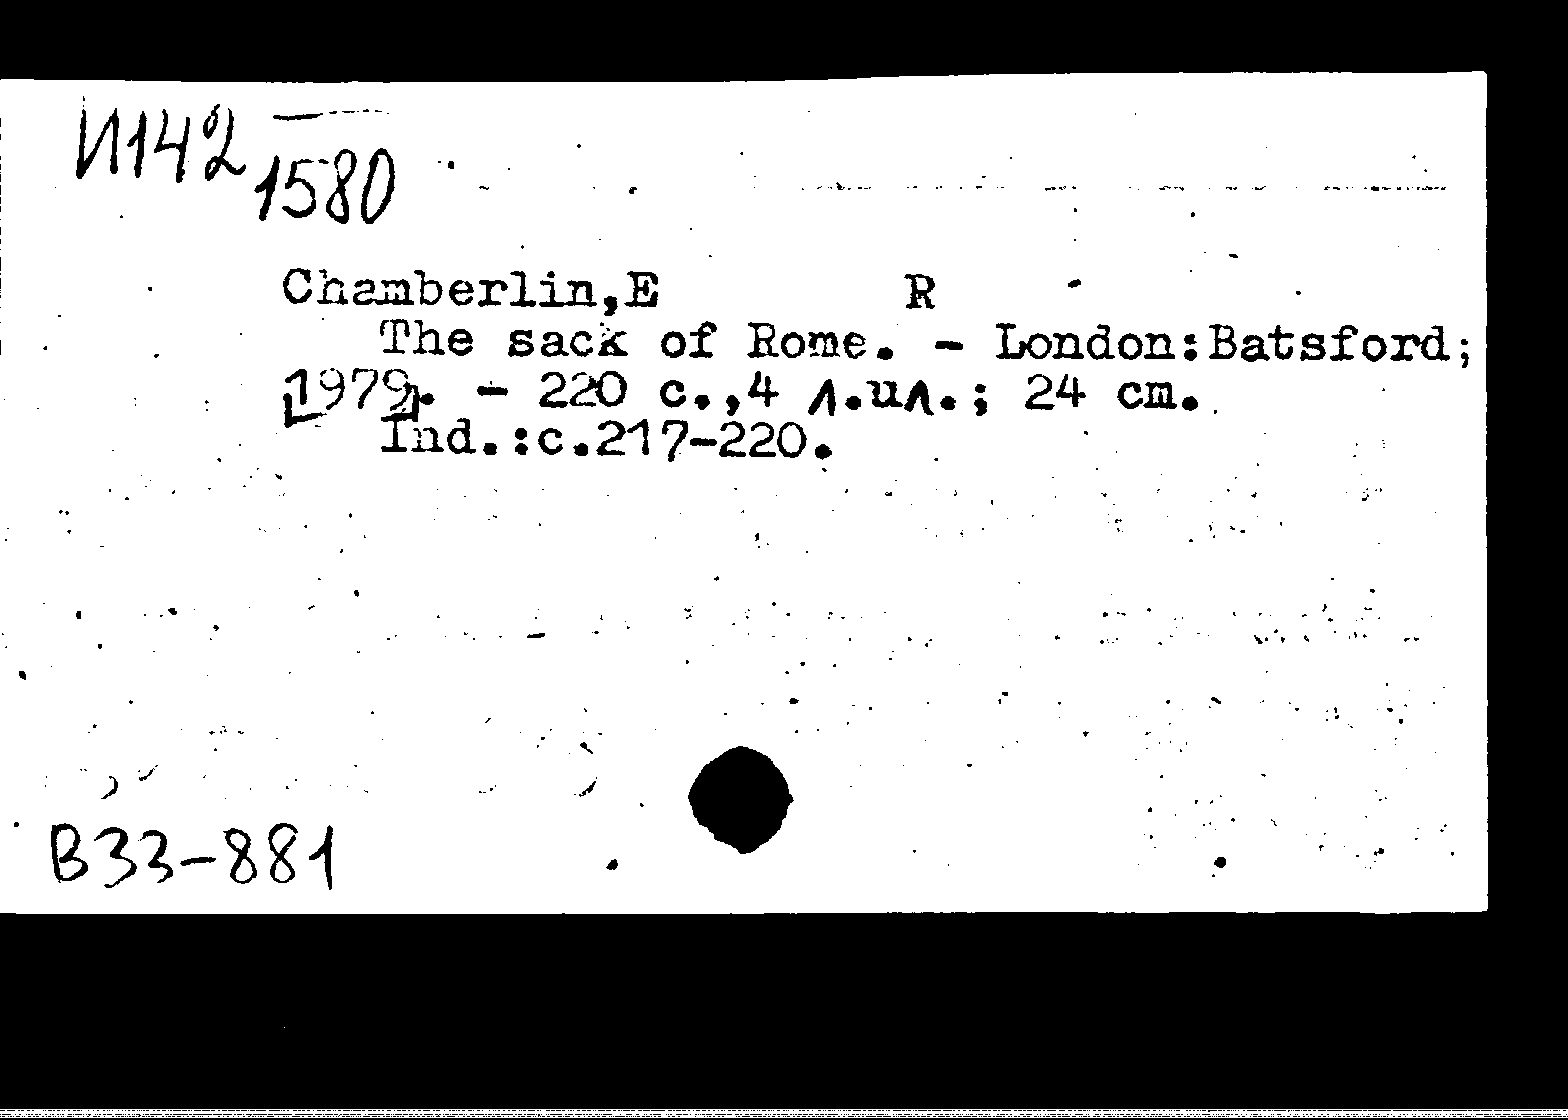 И142 —
1580
Chamberlin,E R
The sack of Rome. - London:Batsford;
[1979]. - 220 с.,4 л.ил.; 24 cm.
Ind.:с.217-220.
В33-881